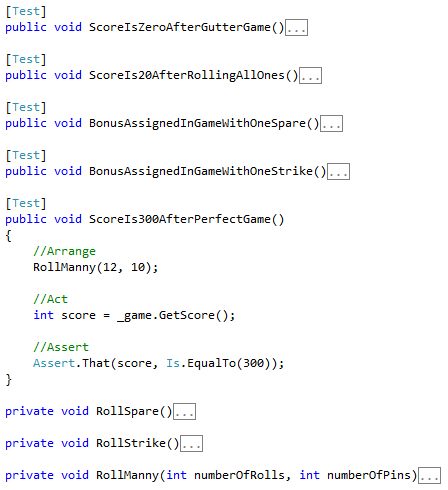 [Test]
public void ScoreIsZeroAfterGutterGame()...
[Test]
public void ScoreIs20AfterRollingAllOnes()...
[Test]
public void BonusAssignedInGameWithOneSpare()...
[Test]
public void BonusAssignedInGameWithOneStrike()...
[Test]
public void ScoreIs300AfterPerfectGame()
{
    //Arrange
    RollManny(12, 10);
    //Act
    int score = _game.GetScore();
    //Assert
    Assert.That(score, Is.EqualTo(300));
}
private void RollSpare()...
private void RollStrike()...
private void RollManny(int numberOfRolls, int numberOfPins)...